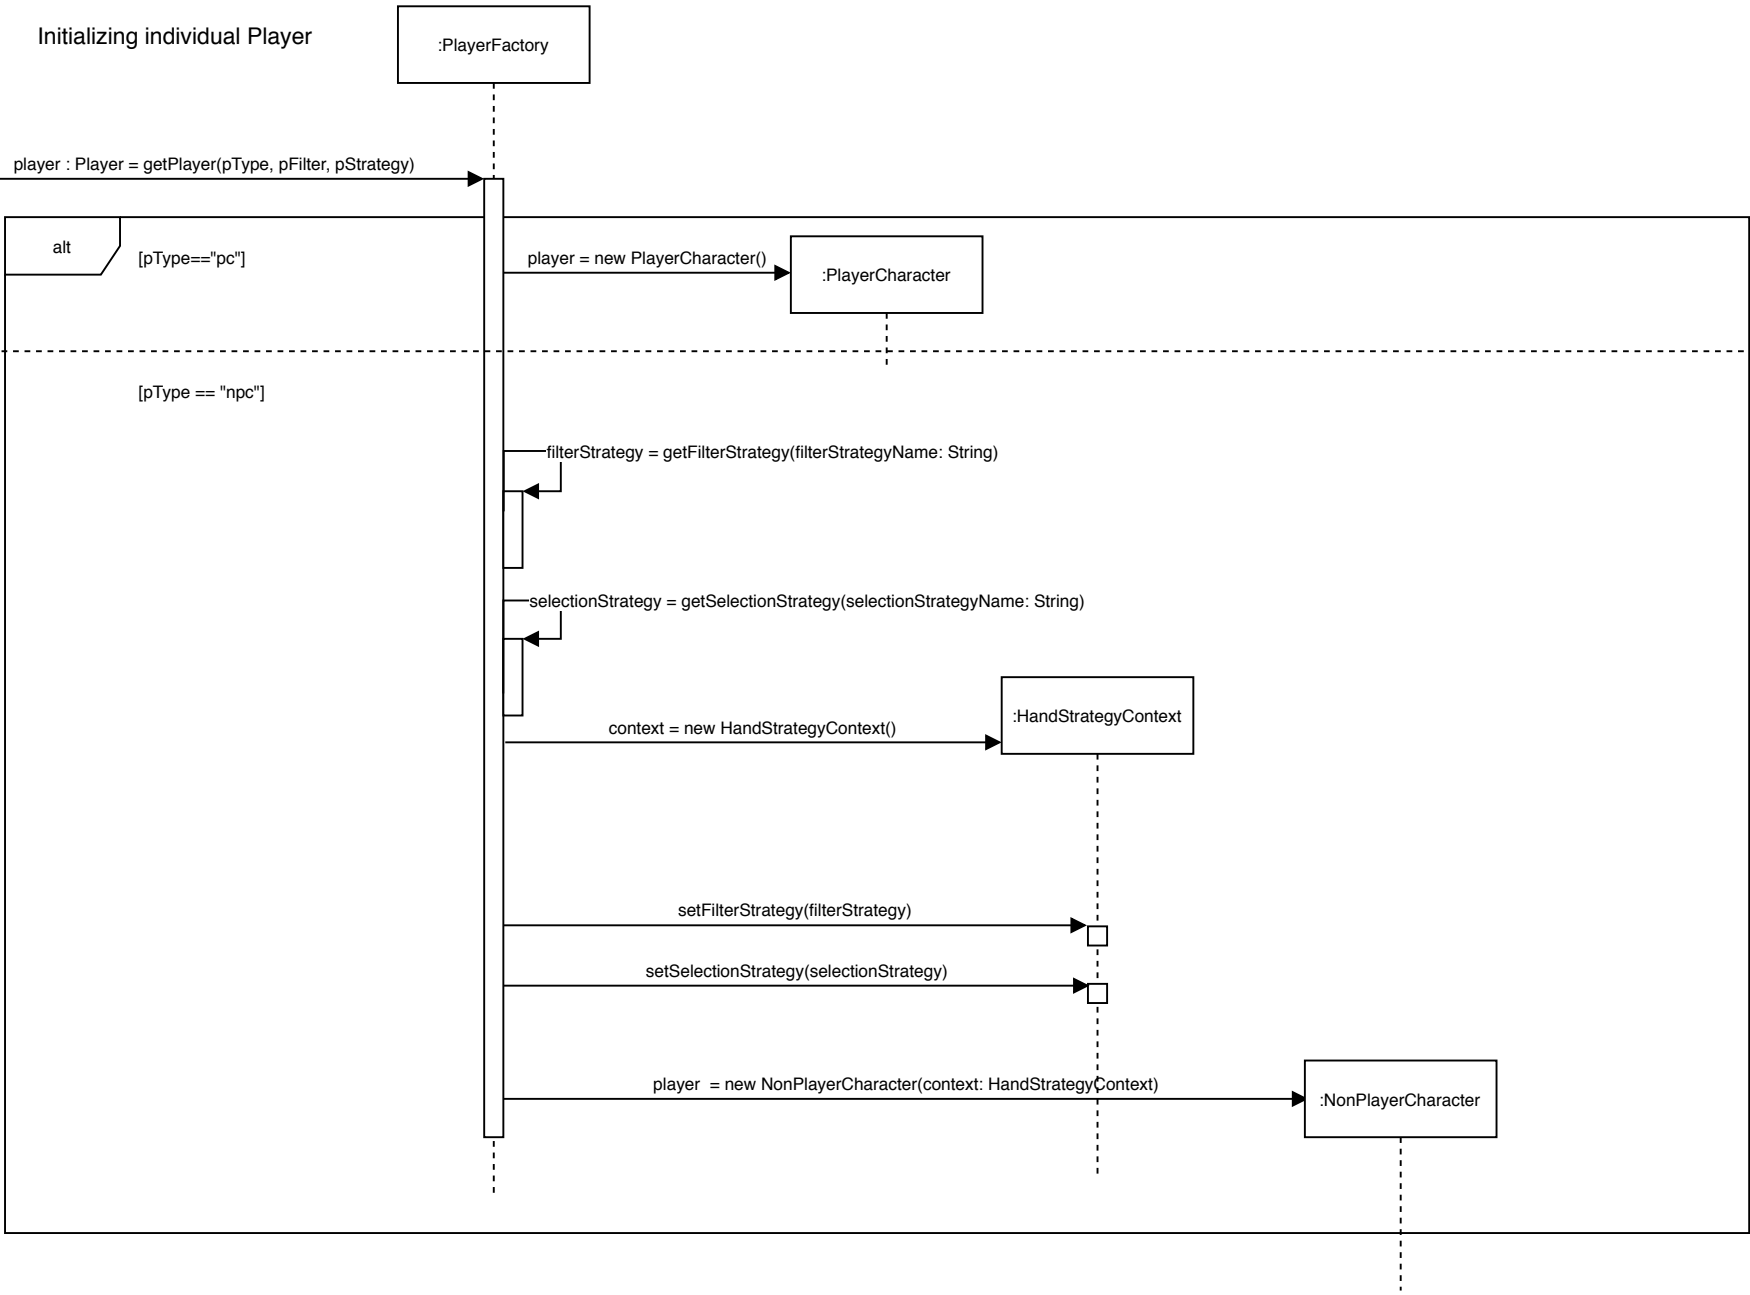 Initializing individual Player
:PlayerFactory
player : Player = getPlayer(pType, pFilter, pStrategy)
alt
[pType=="pc"]
player = new PlayerCharacter()
:PlayerCharacter
[pType == "npc"]
filterStrategy = getFilterStrategy(filterStrategyName: String)
selectionStrategy = getSelectionStrategy(selectionStrategyName: String)
:HandStrategyContext
context = new HandStrategyContext()
setFilterStrategy(filterStrategy)
setSelectionStrategy(selectionStrategy)
player  = new NonPlayerCharacter(context: HandStrategyContext)
:NonPlayerCharacter